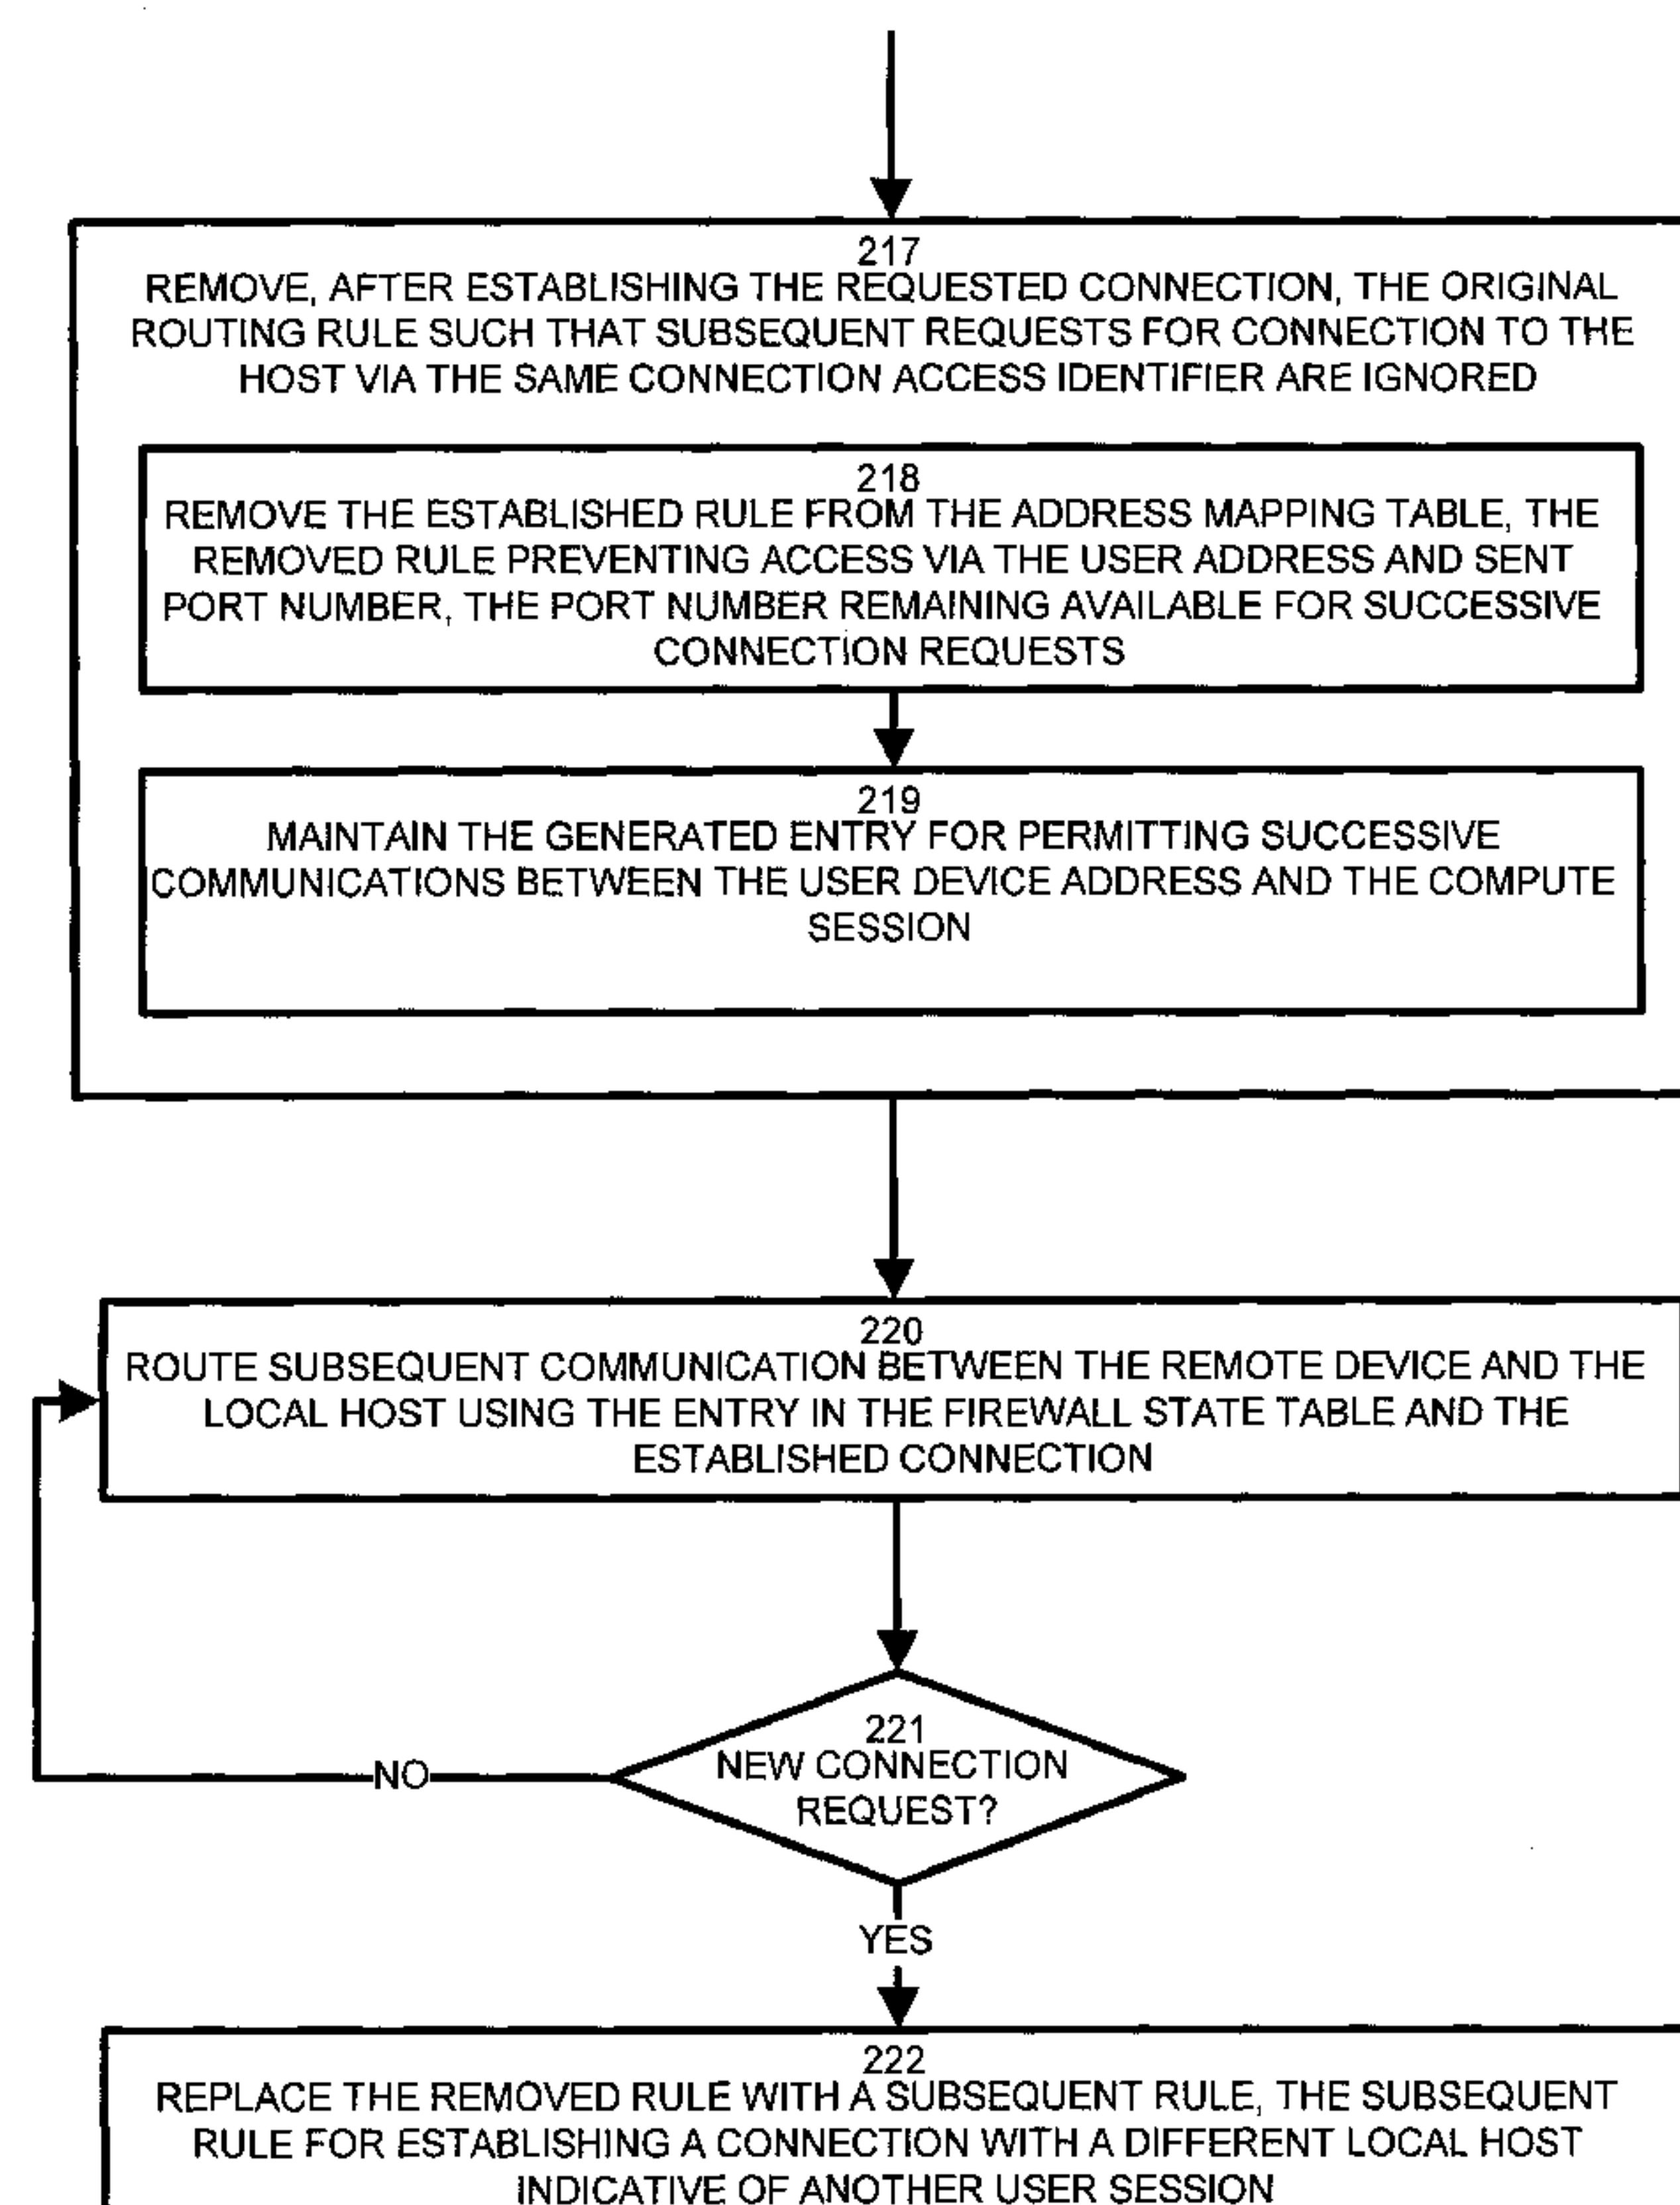 217
REMOVE, AFTER ESTABLISHING THE REQUESTED CONNECTION, THE ORIGINAL
ROUTING RULE SUCH THAT SUBSEQUENT REQUESTS FOR CONNECTION TO THE
HOST VIA THE SAME CONNECTION ACCESS IDENTIFIER ARE IGNORED
218
REMOVE THE ESTABLISHED RULE FROM THE ADDRESS MAPPING TABLE, THE
REMOVED RULE PREVENTING ACCESS VIA THE USER ADDRESS AND SENT
PORT NUMBER, THE PORT NUMBER REMAINING AVAILABLE FOR SUCCESSIVE
CONNECTION REQUESTS
219
MAINTAIN THE GENERATED ENTRY FOR PERMITTING SUCCESSIVE
COMMUNICATIONS BETWEEN THE USER DEVICE ADDRESS AND THE COMPUTE
SESSION
220
ROUTE SUBSEQUENT COMMUNICATION BETWEEN THE REMOTE DEVICE AND THE
LOCAL HOST USING THE ENTRY IN THE FIREWALL STATE TABLE AND THE
ESTABLISHED CONNECTION
221
NEW CONNECTION
REQUEST?
NO
YES
222
REPLACE THE REMOVED RULE WITH A SUBSEQUENT RULE, THE SUBSEQUENT
RULE FOR ESTABLISHING A CONNECTION WITH A DIFFERENT LOCAL HOST
INDICATIVE OF ANOTHER USER SESSION